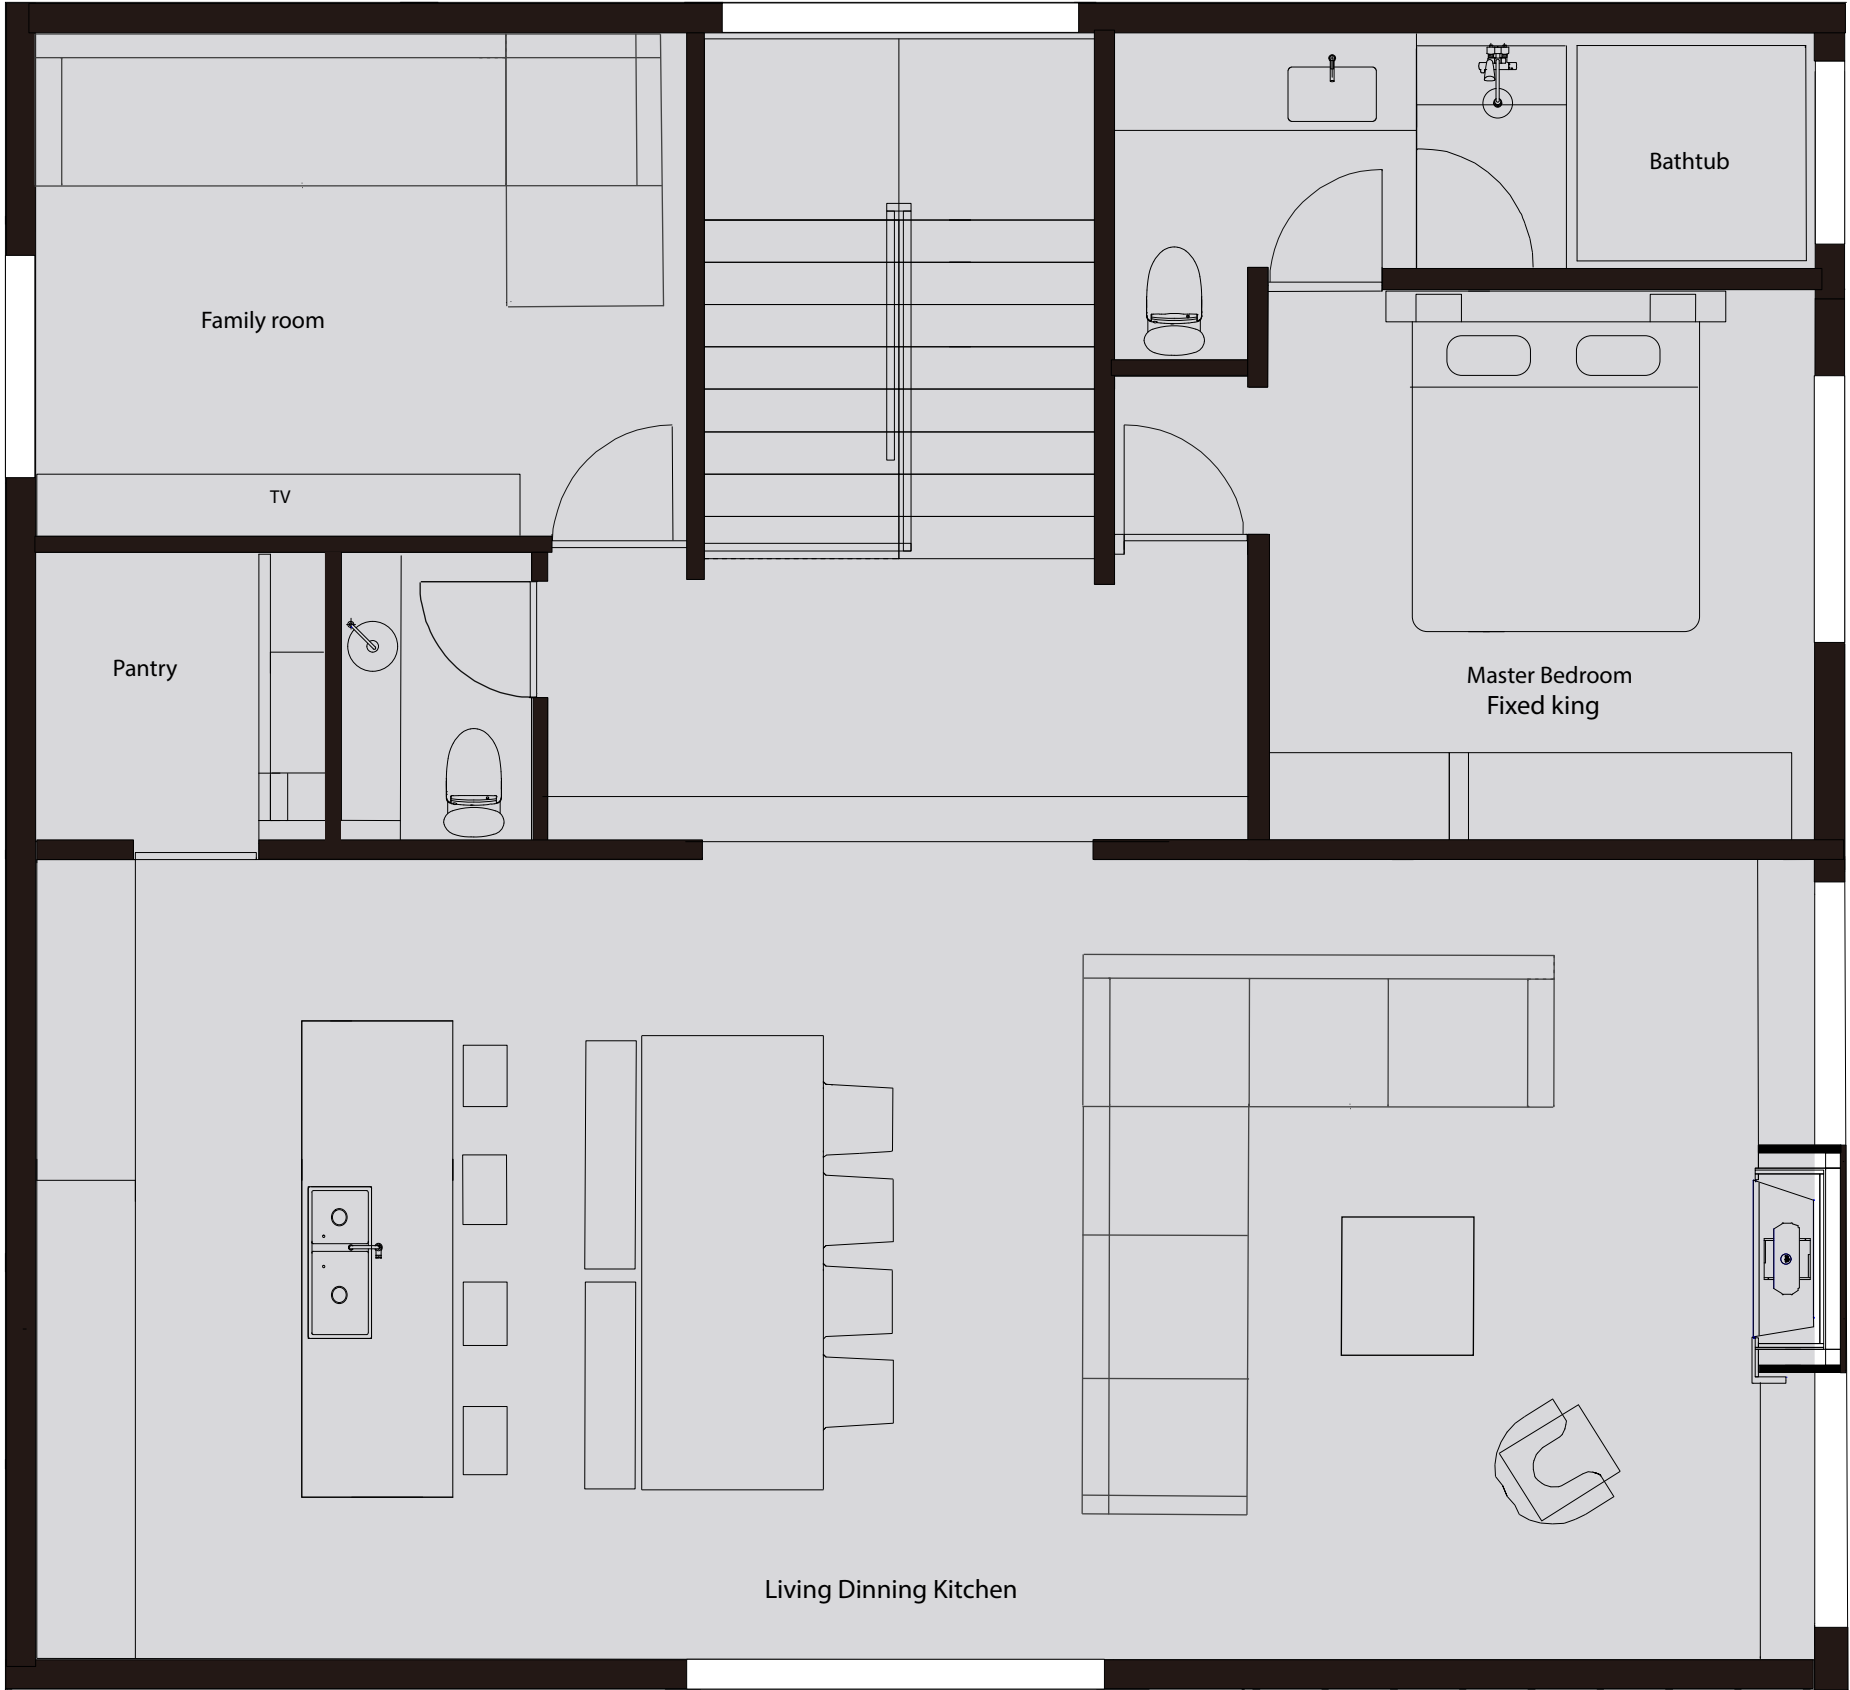 Bathtub
Family room
TV
Pantry
Master Bedroom
Fixed king
Living Dinning Kitchen